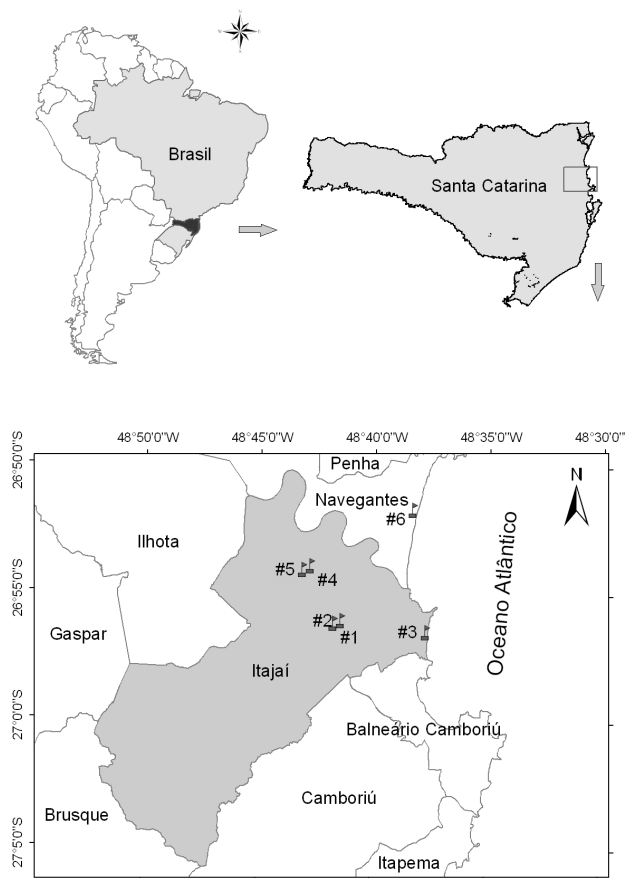 Brasil
Santa Catarina
48°50'0"W 48°45'0"W 48°40'0"W 48°35'0"W 48°30'0"W
26°50'0"S
26°55'0"S
27°0'0"S
27°5'0"S
Penha
N
Navegantes
#6
Ilhota
Oceano Atlântico
#5
#4
#2
#1
#3
Gaspar
Itajaí
Balneário Camboriú
Camboriú
Brusque
Itapema